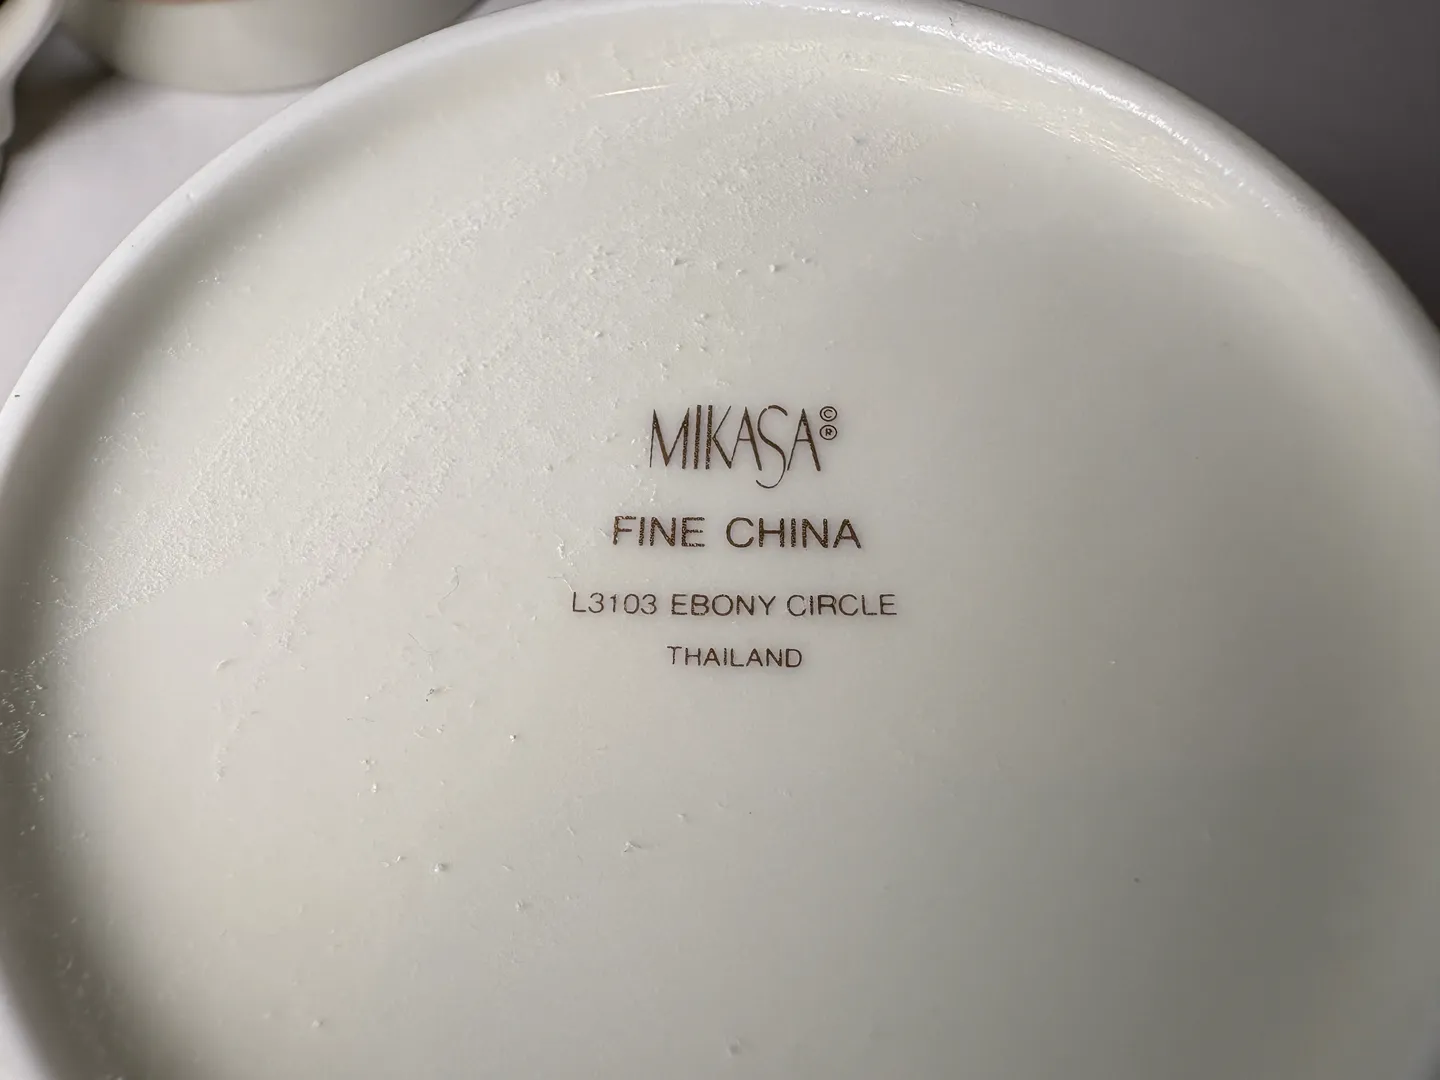 MIKASA©®
FINE CHINA
L3103 EBONY CIRCLE
THAILAND